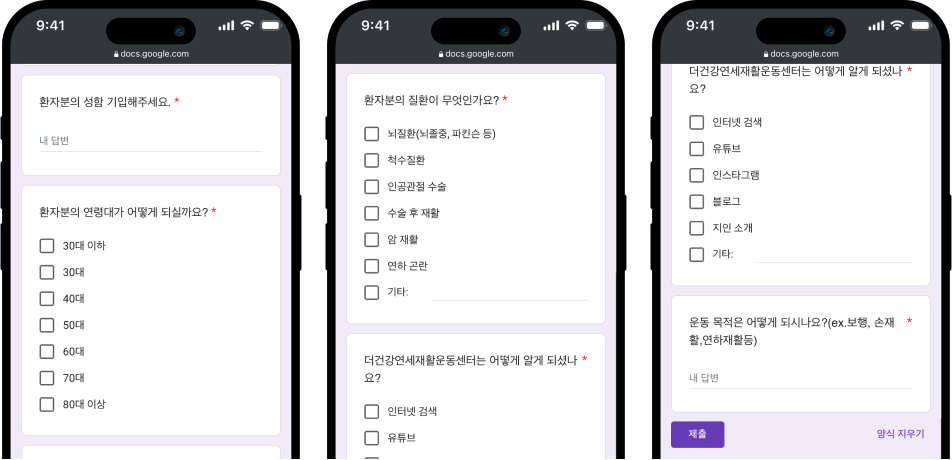 9:41
docs.google.com
환자분의 성함 기입해주세요. *
내 답변
환자분의 연령대가 어떻게 되실까요? *
30대 이하
30대
40대
50대
60대
70대
80대 이상
9:41
docs.google.com
환자분의 질환이 무엇인가요? *
뇌질환(뇌졸중, 파킨슨 등)
척수질환
인공관절 수술
수술 후 재활
암 재활
연하 곤란
기타:
더건강연세재활운동센터는 어떻게 알게 되셨나 *
요?
인터넷 검색
유튜브
9:41
docs.google.com
더건강연세재활운동센터는 어떻게 알게 되셨나 *
요?
인터넷 검색
유튜브
인스타그램
블로그
지인 소개
기타:
운동 목적은 어떻게 되시나요?(ex.보행, 손재 *
활,연하재활등)
내 답변
제출
양식 지우기